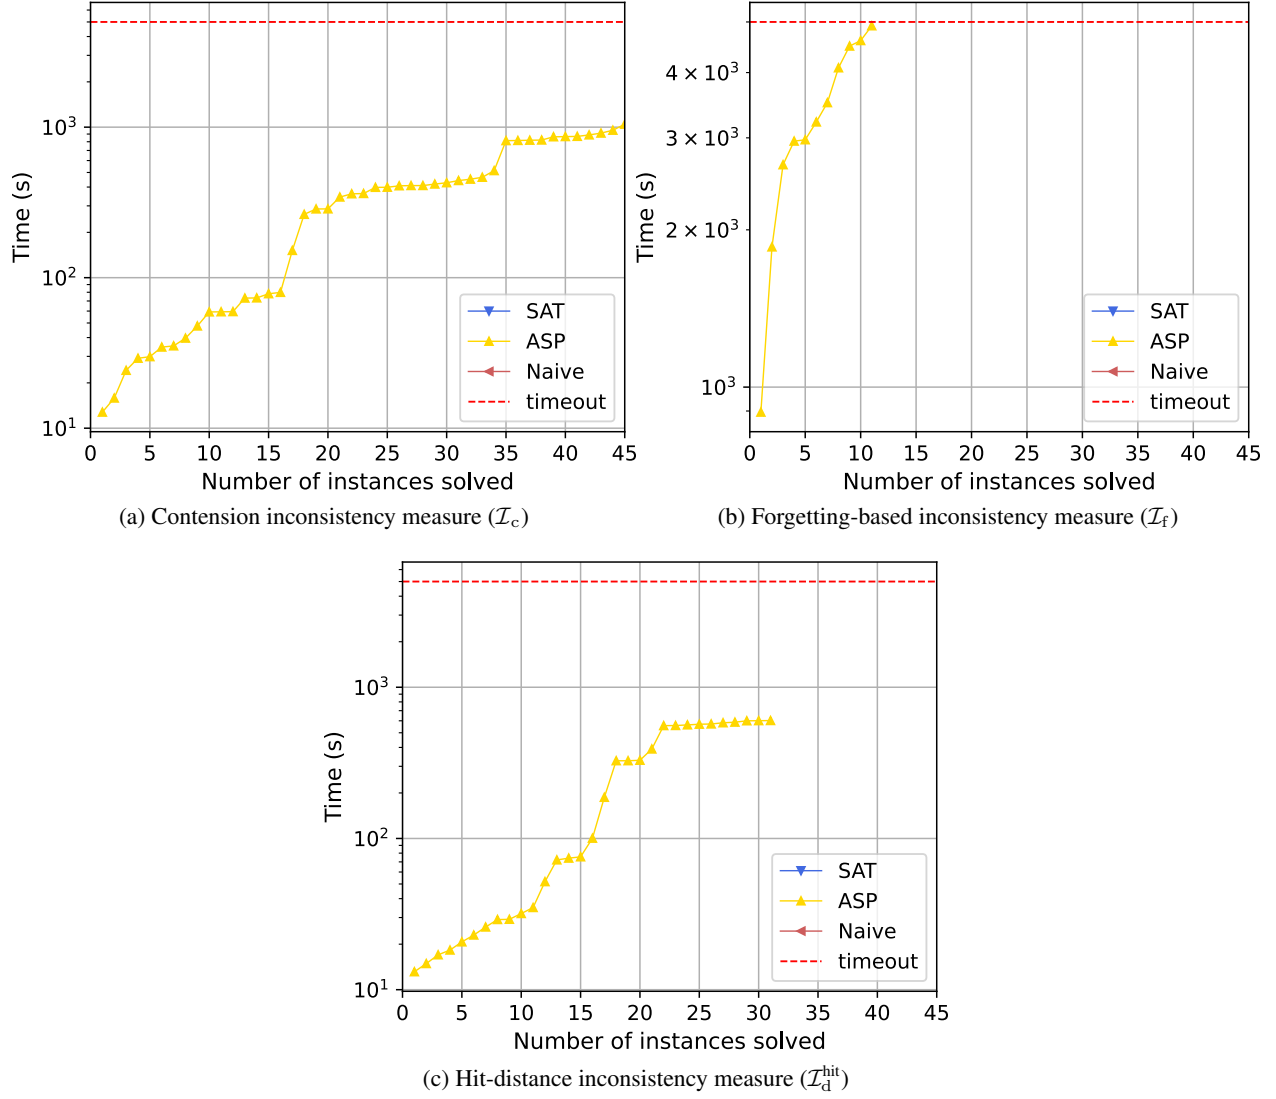 10³
10²
10¹
Time (s)
0 5 10 15 20 25 30 35 40 45
Number of instances solved
SAT
ASP
Naive
timeout
(a) Contension inconsistency measure (𝓘c)
4 × 10³
3 × 10³
2 × 10³
10³
Time (s)
0 5 10 15 20 25 30 35 40 45
Number of instances solved
SAT
ASP
Naive
timeout
(b) Forgetting-based inconsistency measure (𝓘f)
10³
10²
10¹
Time (s)
0 5 10 15 20 25 30 35 40 45
Number of instances solved
SAT
ASP
Naive
timeout
(c) Hit-distance inconsistency measure (𝓘d^hit)